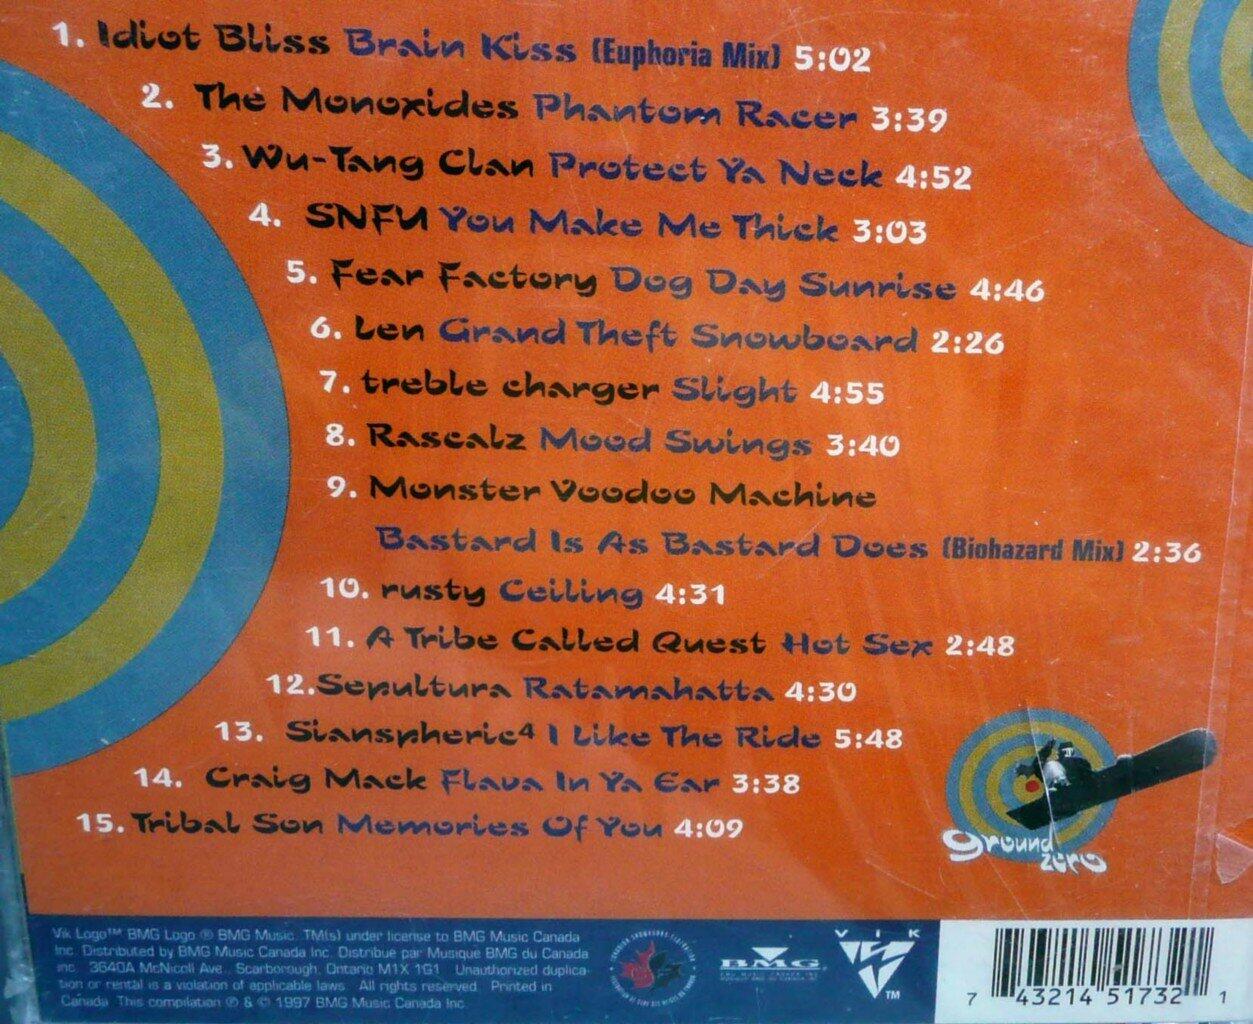 1. Idiot Bliss Brain Kiss (Euphoria Mix) 5:02
2. The Monoxides Phantom Racer 3:39
3. Wu-Tang Clan Protect Ya Neck 4:52
4. SNFU You Make Me Thick 3:03
5. Fear Factory Dog Day Sunrise 4:46
6. Len Grand Theft Snowboard 2:26
7. treble charger Slight 4:55
8. Rascalz Mood Swings 3:40
9. Monster Voodoo Machine
Bastard Is As Bastard Does (Biohazard Mix) 2:36
10. rusty Ceiling 4:31
11. A Tribe Called Quest Hot Sex 2:48
12. Sepultura Ratamahatta 4:30
13. Sianspheric⁴ I Like The Ride 5:48
14. Craig Mack Flava In Ya Ear 3:38
15. Tribal Son Memories Of You 4:09
ground
zero
Vik Logo™ BMG Logo ® BMG Music. TM(s) under license to BMG Music Canada
Inc. Distributed by BMG Music Canada Inc. Distribue par Musique BMG du Canada
inc. 3640A McNicoll Ave., Scarborough, Ontario M1X 1G1 Unauthorized duplica-
tion or rental is a violation of applicable laws. All rights reserved. Printed in
Canada This compilation ℗ & © 1997 BMG Music Canada Inc.
BMG
VIK
TM
7 43214 51732 1